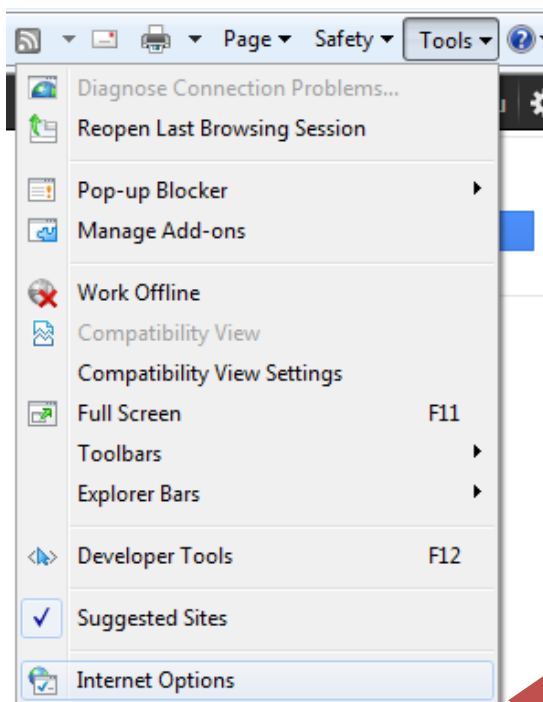 Page Safety Tools
Diagnose Connection Problems...
Reopen Last Browsing Session
Pop-up Blocker
Manage Add-ons
Work Offline
Compatibility View
Compatibility View Settings
Full Screen F11
Toolbars
Explorer Bars
Developer Tools F12
Suggested Sites
Internet Options